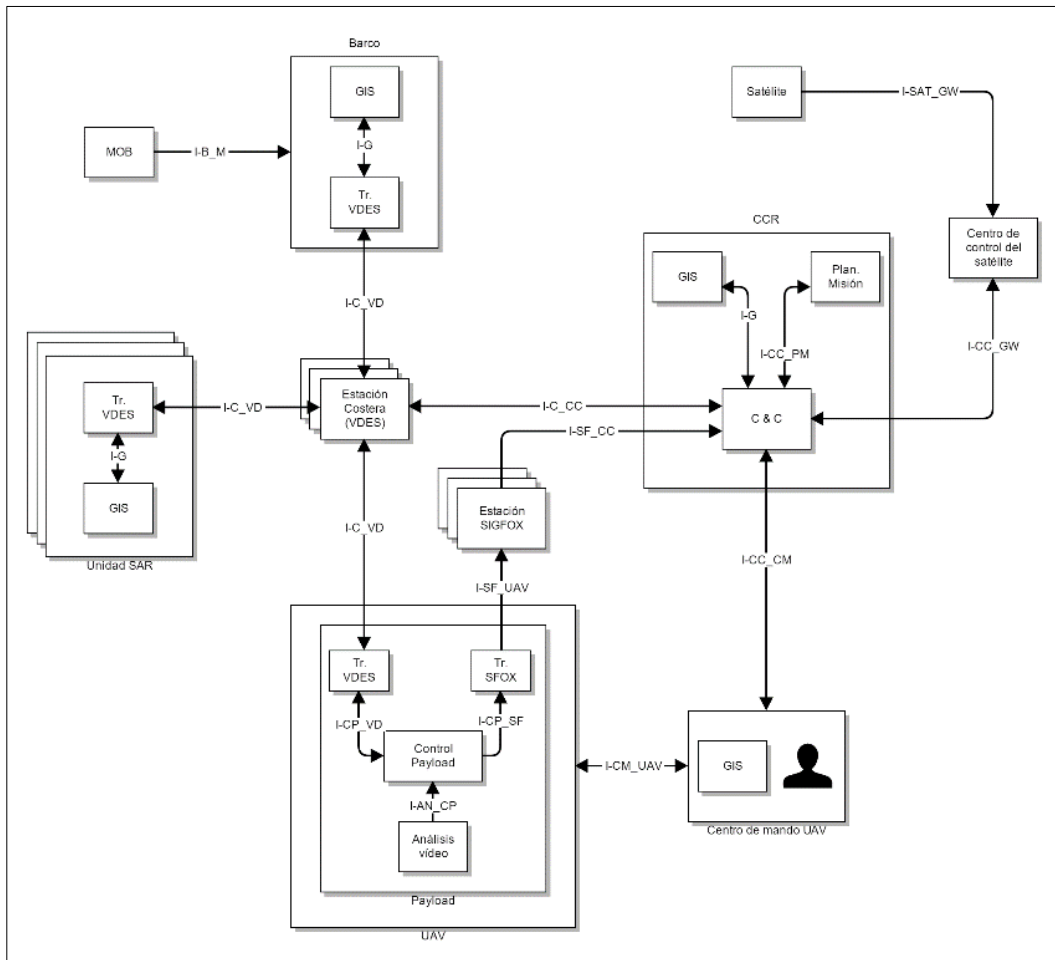 Barco
GIS
I-G
Tr.
VDES
MOB
I-B_M
Satélite
I-SAT_GW
Centro de
control del
satélite
I-CC_GW
CCR
GIS
Plan.
Misión
I-G
I-CC_PM
C & C
I-C_VD
Tr.
VDES
I-G
GIS
Unidad SAR
I-C_VD
Estación
Costera
(VDES)
I-C_CC
I-SF_CC
Estación
SIGFOX
I-C_VD
I-SF_UAV
I-CC_CM
Tr.
VDES
Tr.
SFOX
I-CP_VD
I-CP_SF
Control
Payload
I-AN_CP
Análisis
vídeo
Payload
UAV
I-CM_UAV
GIS
Centro de mando UAV